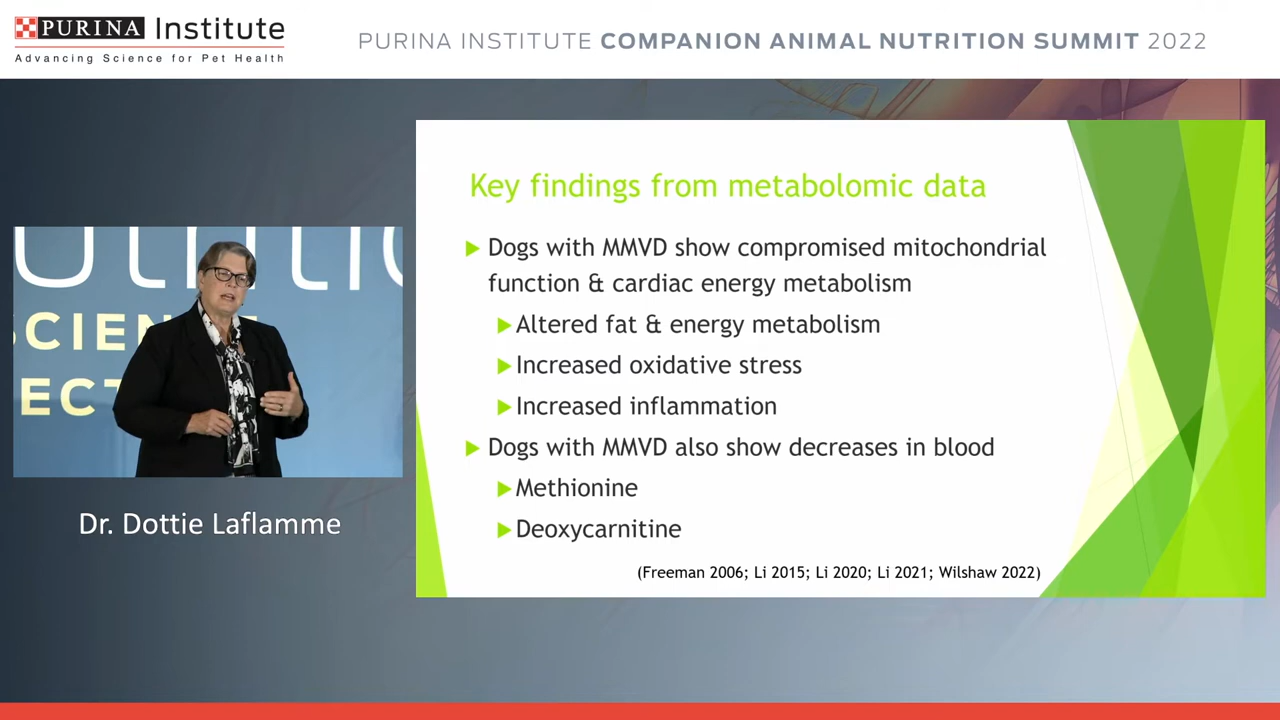 PURINA Institute
Advancing Science for Pet Health
PURINA INSTITUTE COMPANION ANIMAL NUTRITION SUMMIT 2022
Key findings from metabolomic data
Dogs with MMVD show compromised mitochondrial
function & cardiac energy metabolism
Altered fat & energy metabolism
Increased oxidative stress
Increased inflammation
Dogs with MMVD also show decreases in blood
Methionine
Deoxycarnitine
(Freeman 2006; Li 2015; Li 2020; Li 2021; Wilshaw 2022)
SCIEN
ECT
Dr. Dottie Laflamme